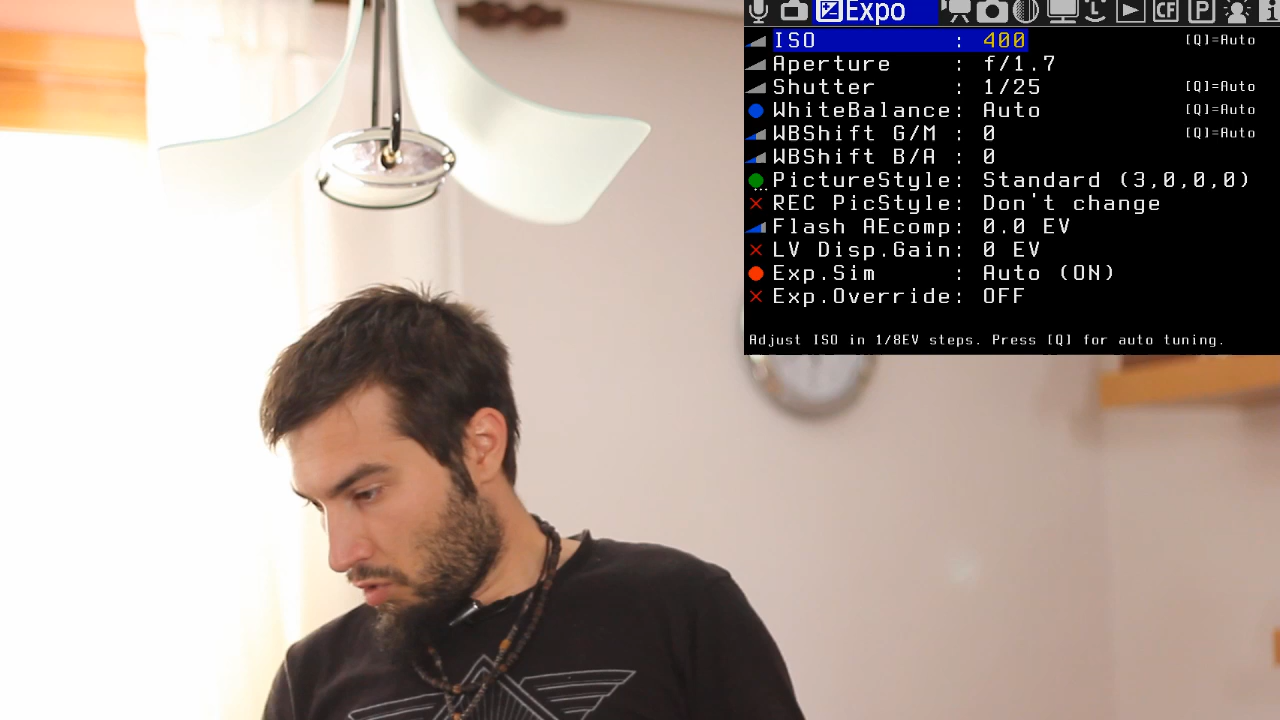 Expo CF P
ISO : 400 [Q]=Auto
Aperture : f/1.7
Shutter : 1/25 [Q]=Auto
WhiteBalance: Auto [Q]=Auto
WBShift G/M : 0 [Q]=Auto
WBShift B/A : 0
PictureStyle: Standard (3,0,0,0)
REC PicStyle: Don't change
Flash AEcomp: 0.0 EV
LV Disp.Gain: 0 EV
Exp.Sim : Auto (ON)
Exp.Override: OFF
Adjust ISO in 1/8EV steps. Press [Q] for auto tuning.